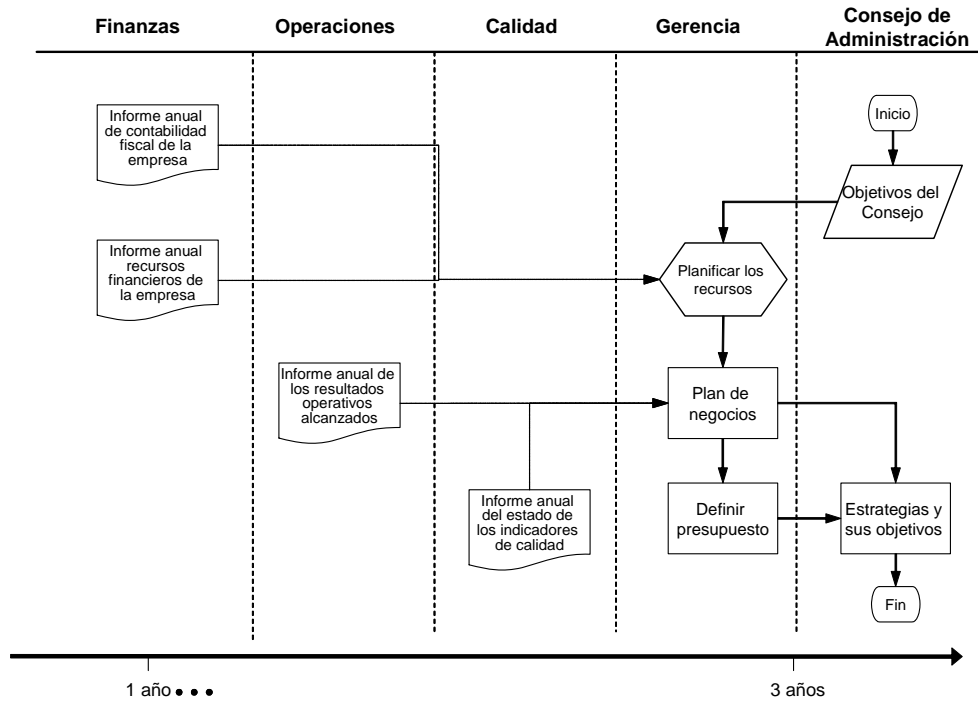 Finanzas
Operaciones
Calidad
Gerencia
Consejo de
Administración
Informe anual
de contabilidad
fiscal de la
empresa
Inicio
Objetivos del
Consejo
Informe anual
recursos
financieros de
la empresa
Planificar los
recursos
Informe anual de
los resultados
operativos
alcanzados
Plan de
negocios
Informe anual
del estado de
los indicadores
de calidad
Definir
presupuesto
Estrategias y
sus objetivos
Fin
1 año • • •
3 años